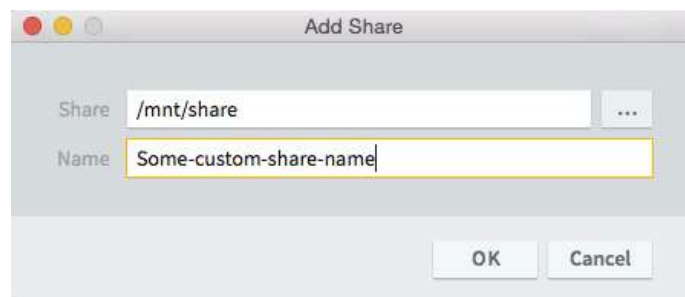 Add Share
Share /mnt/share ...
Name Some-custom-share-name
OK Cancel